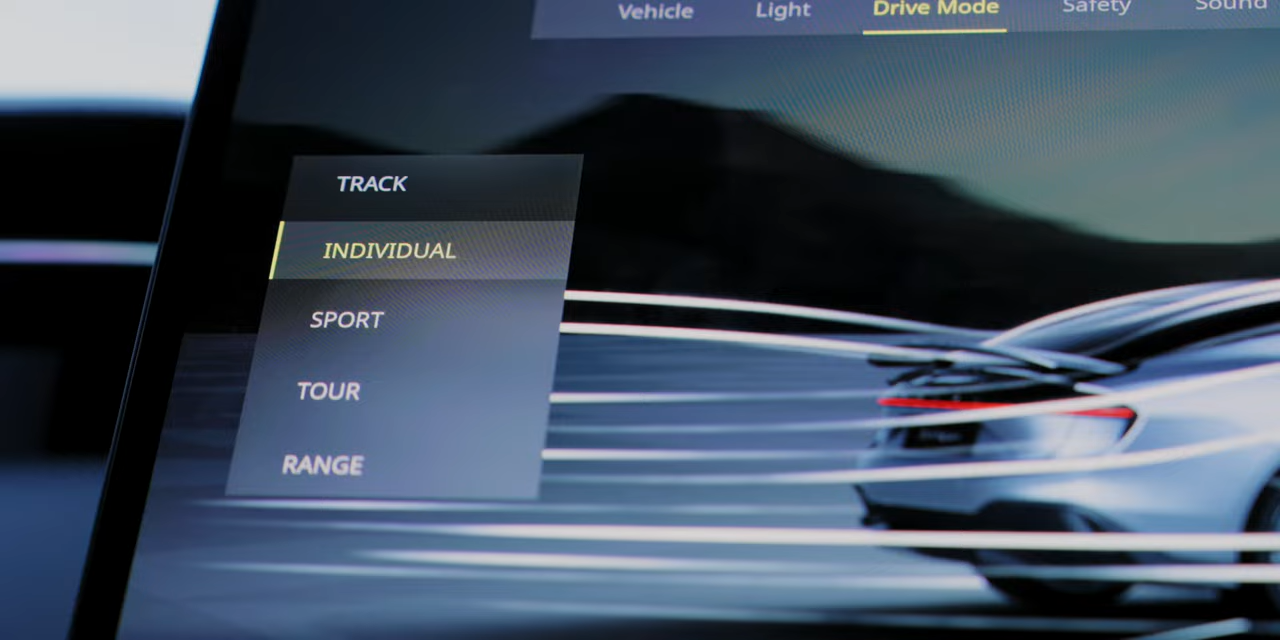 Vehicle Light Drive Mode Safety Sound
TRACK
INDIVIDUAL
SPORT
TOUR
RANGE